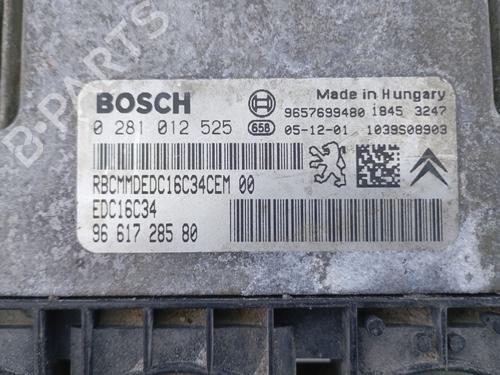 B-PARTS
BOSCH
Made in Hungary
9657699480 1845 3247
0 281 012 525
658 05-12-01 1039S08903
RBCMMDEDC16C34CEM 00
EDC16C34
96 617 285 80